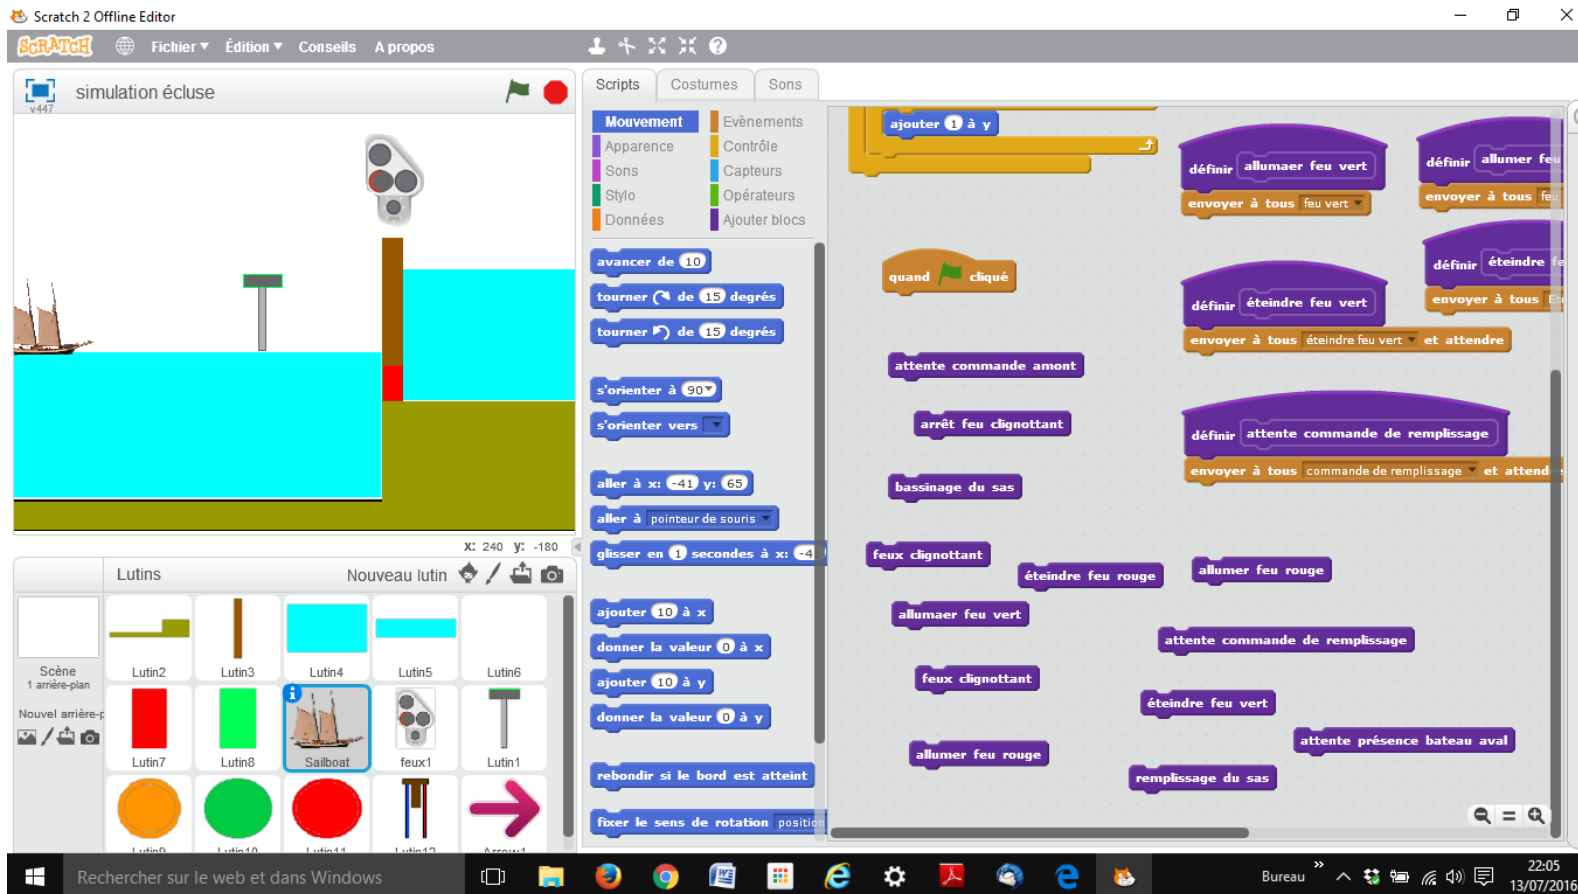 Scratch 2 Offline Editor
SCRATCH Fichier Édition Conseils A propos
simulation écluse
v447
X: 240 y: -180
Scripts Costumes Sons
Mouvement Evènements
Apparence Contrôle
Sons Capteurs
Stylo Opérateurs
Données Ajouter blocs
avancer de 10
tourner de 15 degrés
tourner de 15 degrés
s'orienter à 90
s'orienter vers
aller à x: -41 y: 65
aller à pointeur de souris
glisser en 1 secondes à x: -41
ajouter 10 à x
donner la valeur 0 à x
ajouter 10 à y
donner la valeur 0 à y
rebondir si le bord est atteint
fixer le sens de rotation position
ajouter 1 à y
quand cliqué
attente commande amont
arrêt feu clignottant
bassinage du sas
feux clignottant
éteindre feu rouge
allumer feu rouge
allumaer feu vert
attente commande de remplissage
feux clignottant
éteindre feu vert
attente présence bateau aval
allumer feu rouge
remplissage du sas
définir allumaer feu vert
envoyer à tous feu vert
définir allumer feu
envoyer à tous feu
définir éteindre fe
envoyer à tous
définir éteindre feu vert
envoyer à tous éteindre feu vert et attendre
définir attente commande de remplissage
envoyer à tous commande de remplissage et attendre
Lutins Nouveau lutin
Scène
1 arrière-plan
Nouvel arrière-p
Lutin2 Lutin3 Lutin4 Lutin5 Lutin6
Lutin7 Lutin8 Sailboat feux1 Lutin1
Lutin9 Lutin10 Lutin11 Lutin12 Arrow1
Rechercher sur le web et dans Windows
Bureau
22:05
13/07/2016